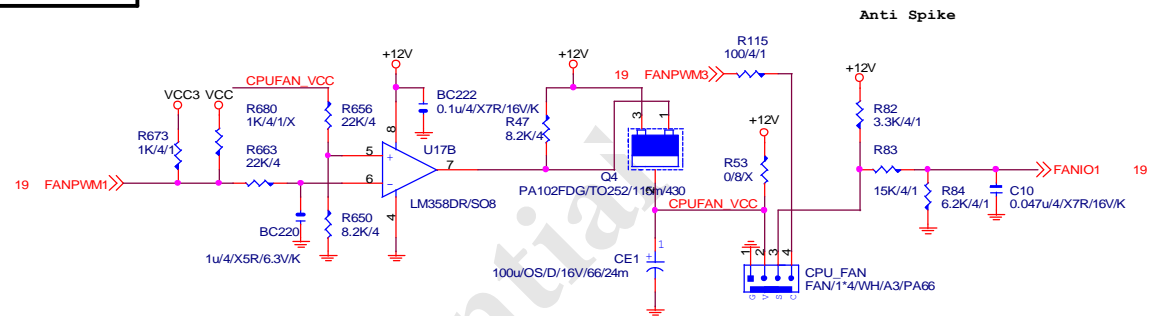 Anti Spike
R115
100/4/1
+12V
+12V
19 FANPWM3
+12V
CPUFAN_VCC
VCC3 VCC
R680
1K/4/1/X
R656
22K/4
BC222
0.1u/4/X7R/16V/K
R47
8.2K/4
3
1
+12V
R82
3.3K/4/1
R673
1K/4/1
R663
22K/4
8
U17B
5
+
7
R53
0/8/X
R83
19 FANPWM1
6
-
Q4
PA102FDG/TO252/115m/430
15K/4/1
FANIO1 19
4
LM358DR/SO8
CPUFAN_VCC
R84
6.2K/4/1
C10
0.047u/4/X7R/16V/K
BC220
R650
8.2K/4
1u/4/X5R/6.3V/K
CE1
1
+
100u/OS/D/16V/66/24m
1 2 3 4
CPU_FAN
FAN/1*4/WH/A3/PA66
G V S C